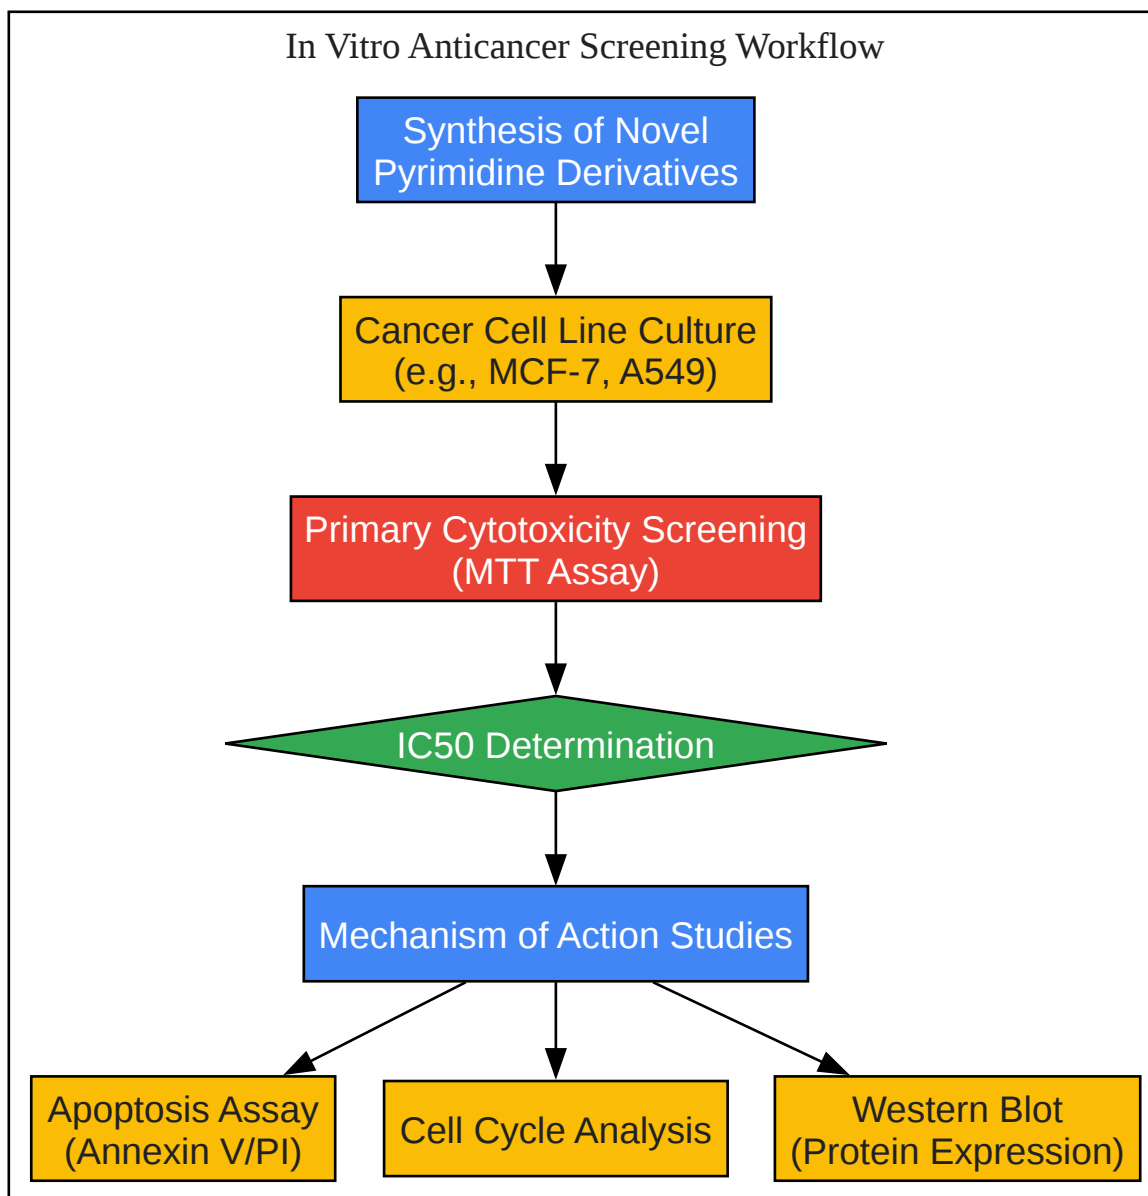 In Vitro Anticancer Screening Workflow
Synthesis of Novel
Pyrimidine Derivatives
Cancer Cell Line Culture
(e.g., MCF-7, A549)
Primary Cytotoxicity Screening
(MTT Assay)
IC50 Determination
Mechanism of Action Studies
Apoptosis Assay
(Annexin V/PI)
Cell Cycle Analysis
Western Blot
(Protein Expression)